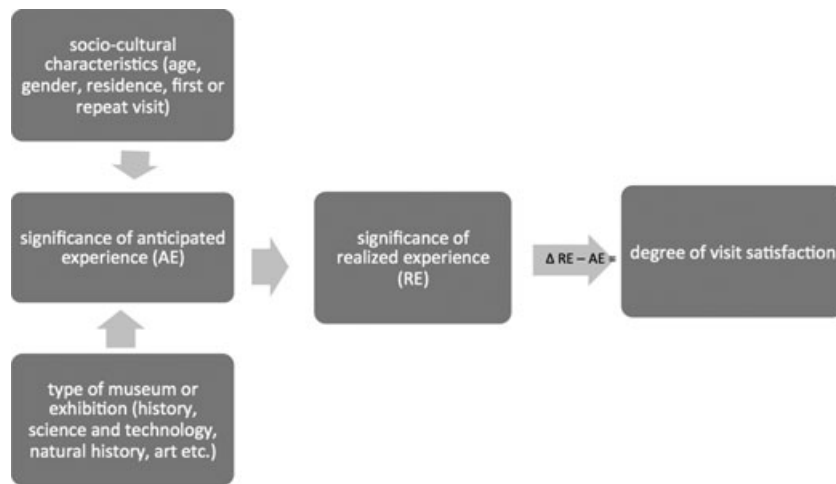 socio-cultural
characteristics (age,
gender, residence, first or
repeat visit)
significance of anticipated
experience (AE)
type of museum or
exhibition (history,
science and technology,
natural history, art etc.)
significance of
realized experience
(RE)
Δ RE – AE =
degree of visit satisfaction